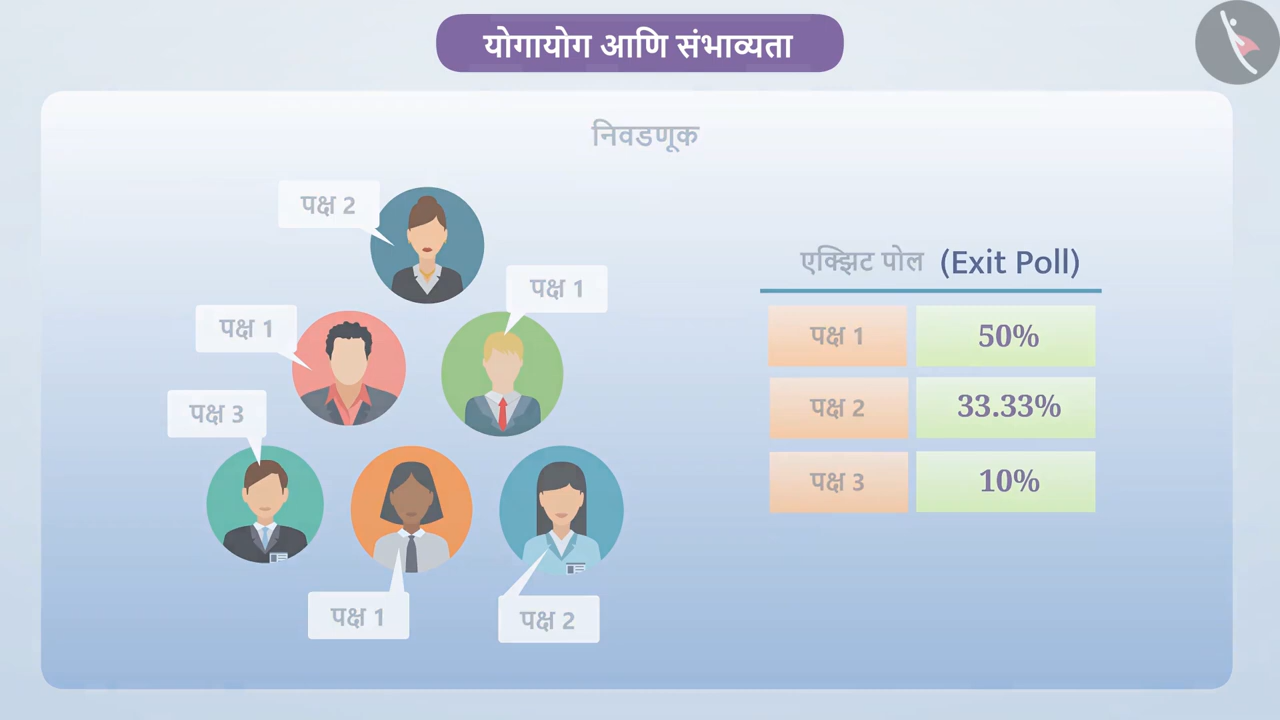 योगायोग आणि संभाव्यता
निवडणूक
पक्ष 2
पक्ष 1
पक्ष 1
पक्ष 3
पक्ष 1
पक्ष 2
एक्झिट पोल (Exit Poll)
पक्ष 1 50%
पक्ष 2 33.33%
पक्ष 3 10%